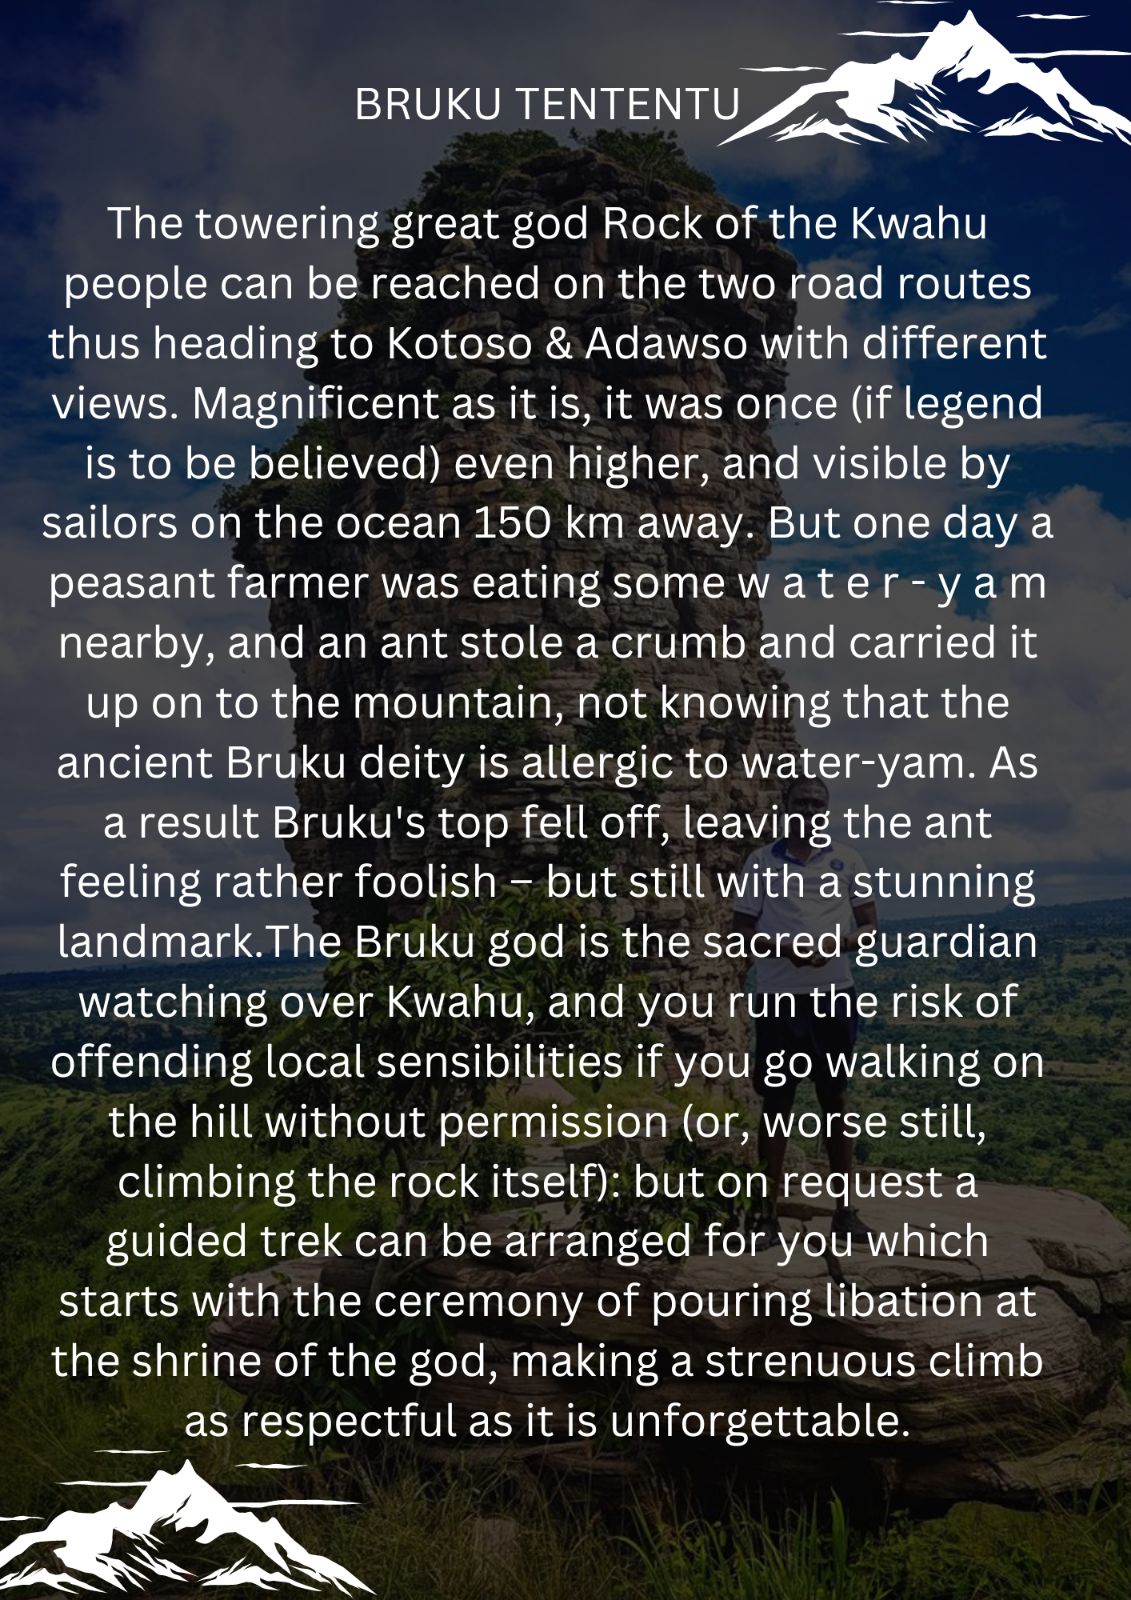 BRUKU TENTENTU
The towering great god Rock of the Kwahu
people can be reached on the two road routes
thus heading to Kotoso & Adawso with different
views. Magnificent as it is, it was once (if legend
is to be believed) even higher, and visible by
sailors on the ocean 150 km away. But one day a
peasant farmer was eating some w a t e r - y a m
nearby, and an ant stole a crumb and carried it
up on to the mountain, not knowing that the
ancient Bruku deity is allergic to water-yam. As
a result Bruku's top fell off, leaving the ant
feeling rather foolish – but still with a stunning
landmark.The Bruku god is the sacred guardian
watching over Kwahu, and you run the risk of
offending local sensibilities if you go walking on
the hill without permission (or, worse still,
climbing the rock itself): but on request a
guided trek can be arranged for you which
starts with the ceremony of pouring libation at
the shrine of the god, making a strenuous climb
as respectful as it is unforgettable.